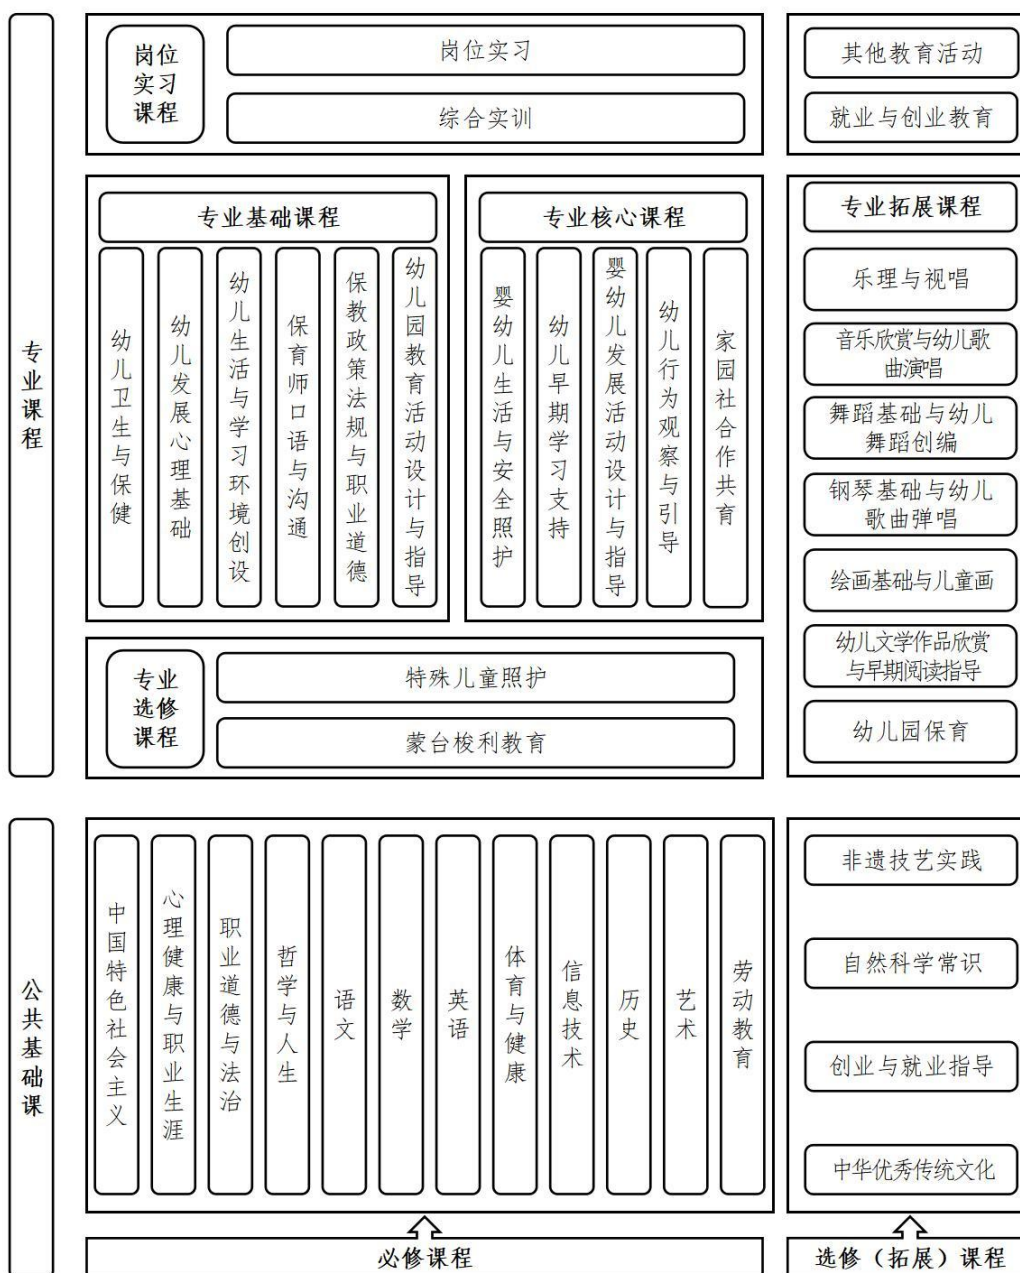 专业课程
岗位
实习
课程
岗位实习
综合实训
其他教育活动
就业与创业教育
专业基础课程
幼儿卫生与保健
幼儿发展心理基础
幼儿生活与学习环境创设
保育师口语与沟通
保教政策法规与职业道德
幼儿园教育活动设计与指导
专业核心课程
婴幼儿生活与安全照护
幼儿早期学习支持
婴幼儿发展活动设计与指导
幼儿行为观察与引导
家园社合作共育
专业拓展课程
乐理与视唱
音乐欣赏与幼儿歌
曲演唱
舞蹈基础与幼儿
舞蹈创编
钢琴基础与幼儿
歌曲弹唱
绘画基础与儿童画
幼儿文学作品欣赏
与早期阅读指导
幼儿园保育
专业
选修
课程
特殊儿童照护
蒙台梭利教育
公共基础课
中国特色社会主义
心理健康与职业生涯
职业道德与法治
哲学与人生
语文
数学
英语
体育与健康
信息技术
历史
艺术
劳动教育
非遗技艺实践
自然科学常识
创业与就业指导
中华优秀传统文化
必修课程
选修（拓展）课程